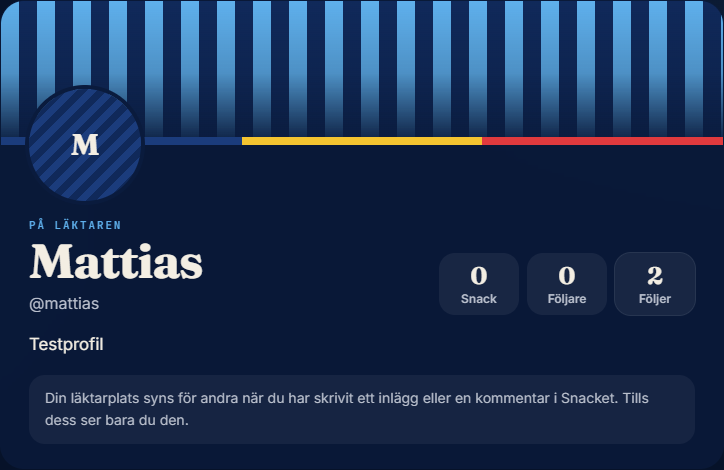 M
PÅ LÄKTAREN
Mattias
@mattias
0 0 2
Snack Följare Följer
Testprofil
Din läktarplats syns för andra när du har skrivit ett inlägg eller en kommentar i Snacket. Tills
dess ser bara du den.